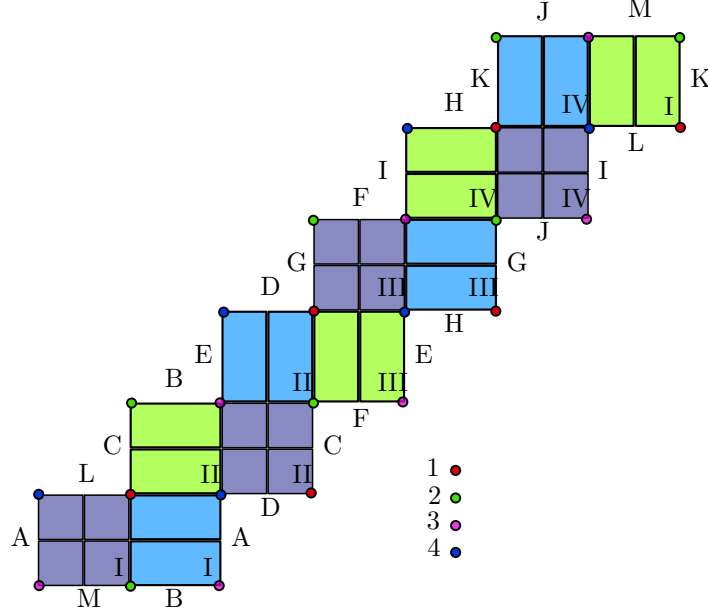 J M
K IV I K
H L
I IV IV I
F J
G III III G
D H
E II III E
B F
C II II C
L D
A I I A
M B
1
2
3
4